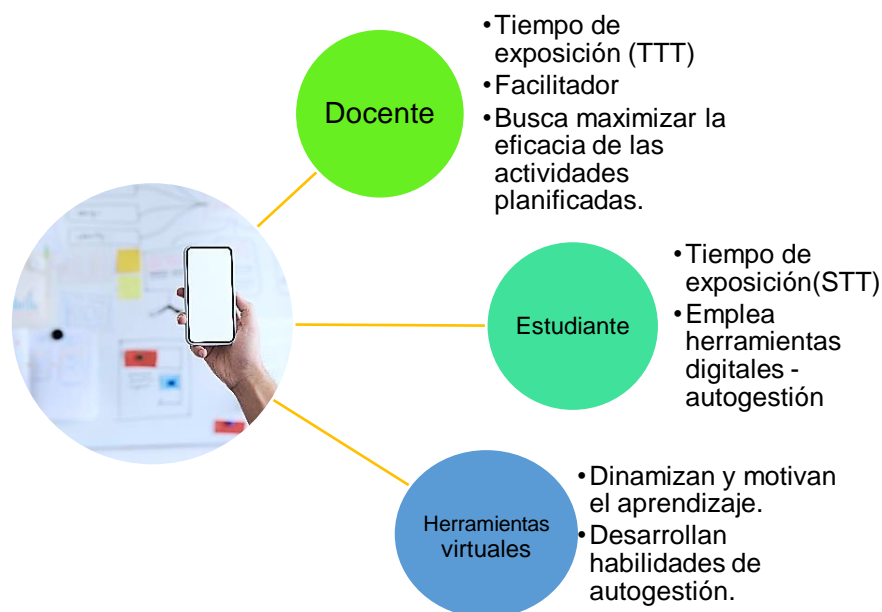 Docente
•Tiempo de
exposición (TTT)
•Facilitador
•Busca maximizar la
eficacia de las
actividades
planificadas.
Estudiante
•Tiempo de
exposición(STT)
•Emplea
herramientas
digitales -
autogestión
Herramientas
virtuales
•Dinamizan y motivan
el aprendizaje.
•Desarrollan
habilidades de
autogestión.